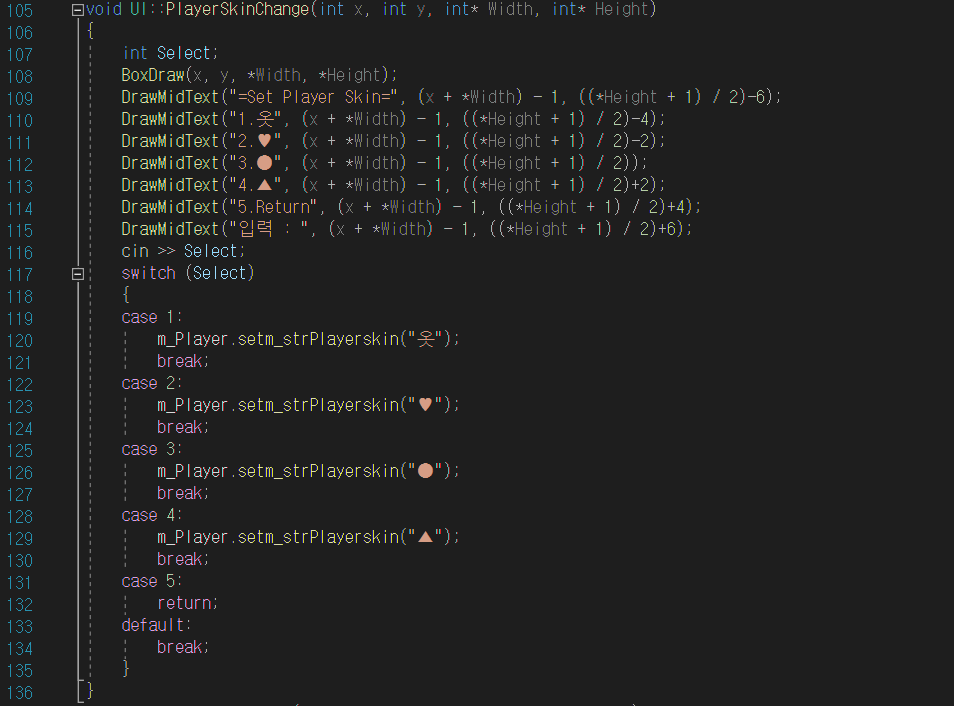 105 void UI::PlayerSkinChange(int x, int y, int* Width, int* Height)
106 {
107 int Select;
108 BoxDraw(x, y, *Width, *Height);
109 DrawMidText("=Set Player Skin=", (x + *Width) - 1, ((*Height + 1) / 2)-6);
110 DrawMidText("1.옷", (x + *Width) - 1, ((*Height + 1) / 2)-4);
111 DrawMidText("2.♥", (x + *Width) - 1, ((*Height + 1) / 2)-2);
112 DrawMidText("3.●", (x + *Width) - 1, ((*Height + 1) / 2));
113 DrawMidText("4.▲", (x + *Width) - 1, ((*Height + 1) / 2)+2);
114 DrawMidText("5.Return", (x + *Width) - 1, ((*Height + 1) / 2)+4);
115 DrawMidText("입력 : ", (x + *Width) - 1, ((*Height + 1) / 2)+6);
116 cin >> Select;
117 switch (Select)
118 {
119 case 1:
120 m_Player.setm_strPlayerskin("옷");
121 break;
122 case 2:
123 m_Player.setm_strPlayerskin("♥");
124 break;
125 case 3:
126 m_Player.setm_strPlayerskin("●");
127 break;
128 case 4:
129 m_Player.setm_strPlayerskin("▲");
130 break;
131 case 5:
132 return;
133 default:
134 break;
135 }
136 }